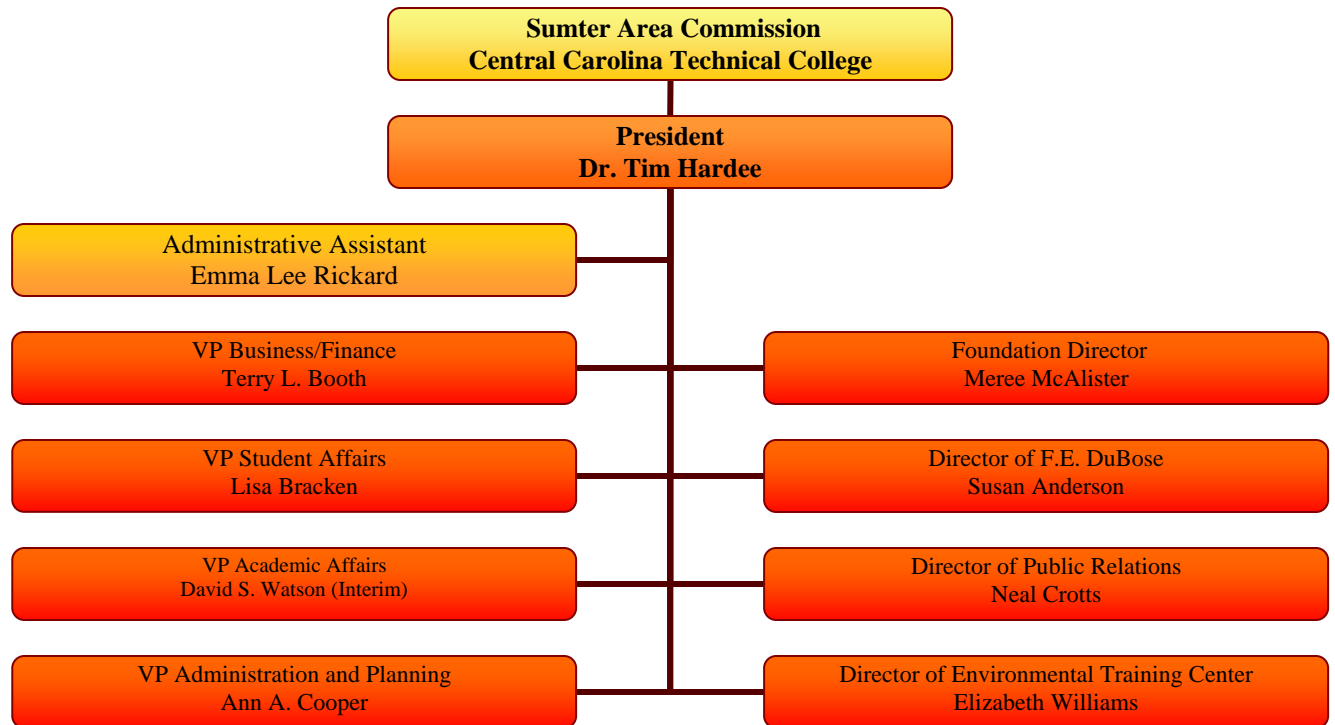 Sumter Area Commission
Central Carolina Technical College
President
Dr. Tim Hardee
Administrative Assistant
Emma Lee Rickard
VP Business/Finance
Terry L. Booth
Foundation Director
Meree McAlister
VP Student Affairs
Lisa Bracken
Director of F.E. DuBose
Susan Anderson
VP Academic Affairs
David S. Watson (Interim)
Director of Public Relations
Neal Crotts
VP Administration and Planning
Ann A. Cooper
Director of Environmental Training Center
Elizabeth Williams